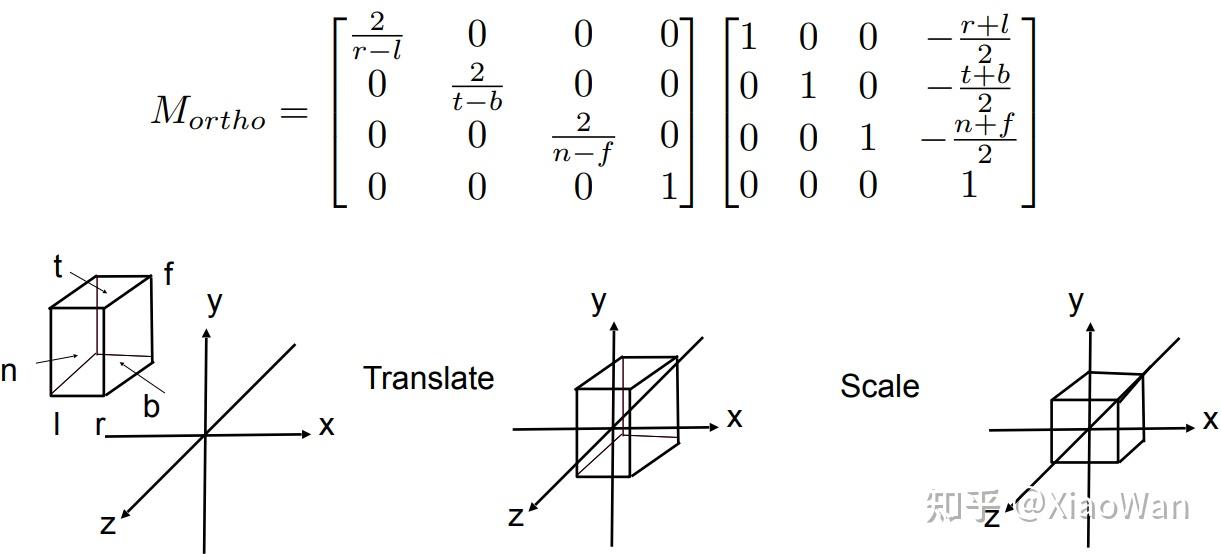 M_{ortho} = \begin{bmatrix} \frac{2}{r-l} & 0 & 0 & 0 \\ 0 & \frac{2}{t-b} & 0 & 0 \\ 0 & 0 & \frac{2}{n-f} & 0 \\ 0 & 0 & 0 & 1 \end{bmatrix} \begin{bmatrix} 1 & 0 & 0 & -\frac{r+l}{2} \\ 0 & 1 & 0 & -\frac{t+b}{2} \\ 0 & 0 & 1 & -\frac{n+f}{2} \\ 0 & 0 & 0 & 1 \end{bmatrix}
t
f
n
l
r
b
y
x
z
Translate
y
x
z
Scale
y
x
z
知乎 @XiaoWan